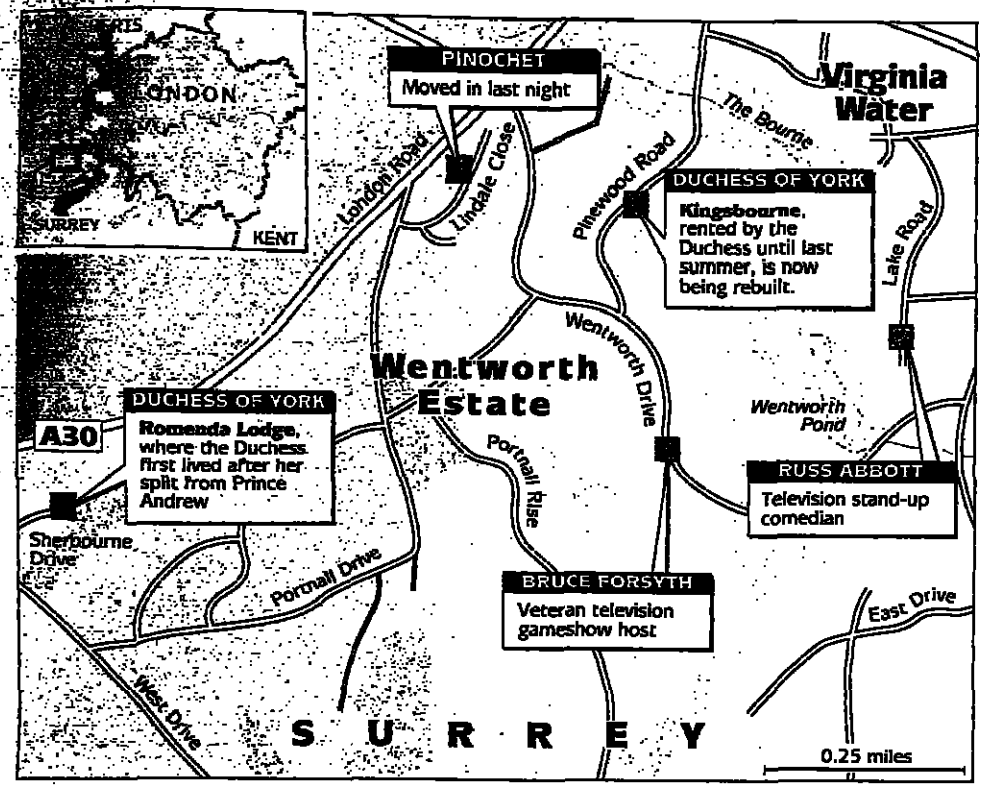 LONDON
SURREY
KENT
PINOCHET
Moved in last night
London Road
Lindale Close
Pinewood Road
The Bourne
Virginia
Water
DUCHESS OF YORK
Kingsbourne,
rented by the
Duchess until last
summer, is now
being rebuilt.
Lake Road
Wentworth Drive
Wentworth
Estate
Wentworth
Pond
A30
DUCHESS OF YORK
Romenda Lodge,
where the Duchess
first lived after her
split from Prince
Andrew
Sherbourne
Drive
Portnall Rise
RUSS ABBOTT
Television stand-up
comedian
Portnall Drive
BRUCE FORSYTH
Veteran television
gameshow host
East Drive
West Drive
SURREY
0.25 miles